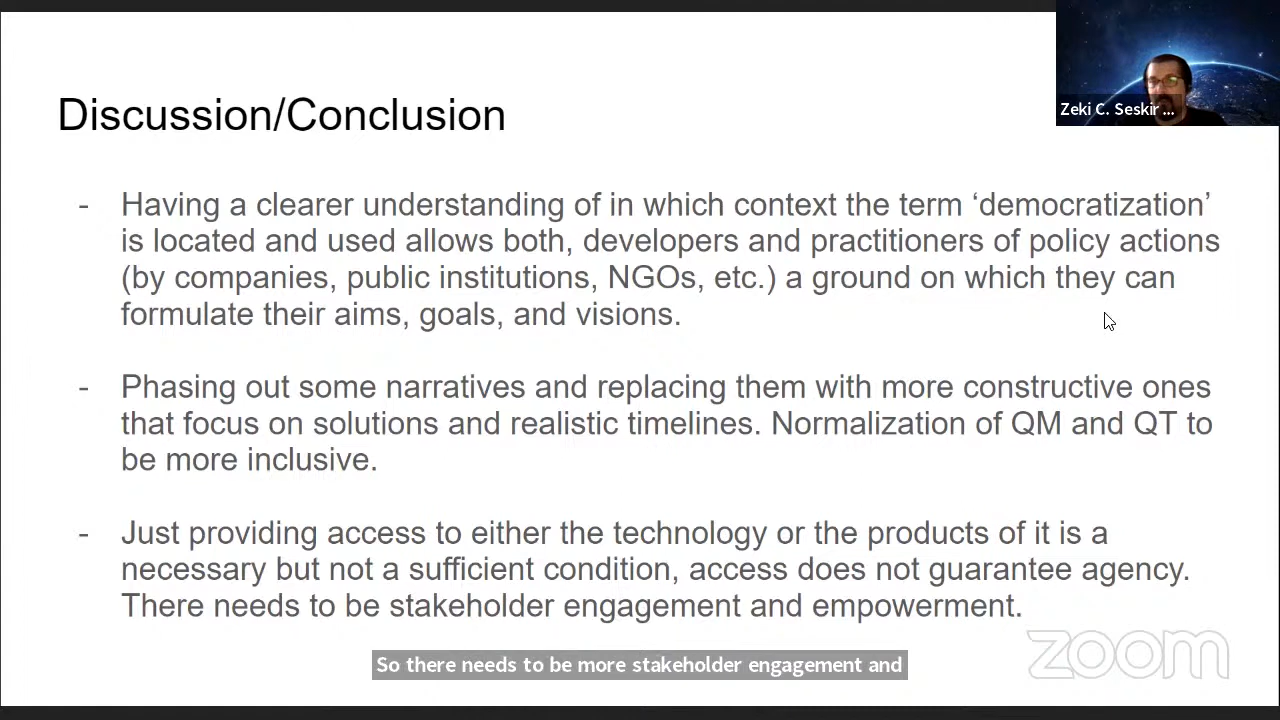 Zeki C. Seskir ...
Discussion/Conclusion
- Having a clearer understanding of in which context the term ‘democratization’
is located and used allows both, developers and practitioners of policy actions
(by companies, public institutions, NGOs, etc.) a ground on which they can
formulate their aims, goals, and visions.
- Phasing out some narratives and replacing them with more constructive ones
that focus on solutions and realistic timelines. Normalization of QM and QT to
be more inclusive.
- Just providing access to either the technology or the products of it is a
necessary but not a sufficient condition, access does not guarantee agency.
There needs to be stakeholder engagement and empowerment.
zoom
So there needs to be more stakeholder engagement and